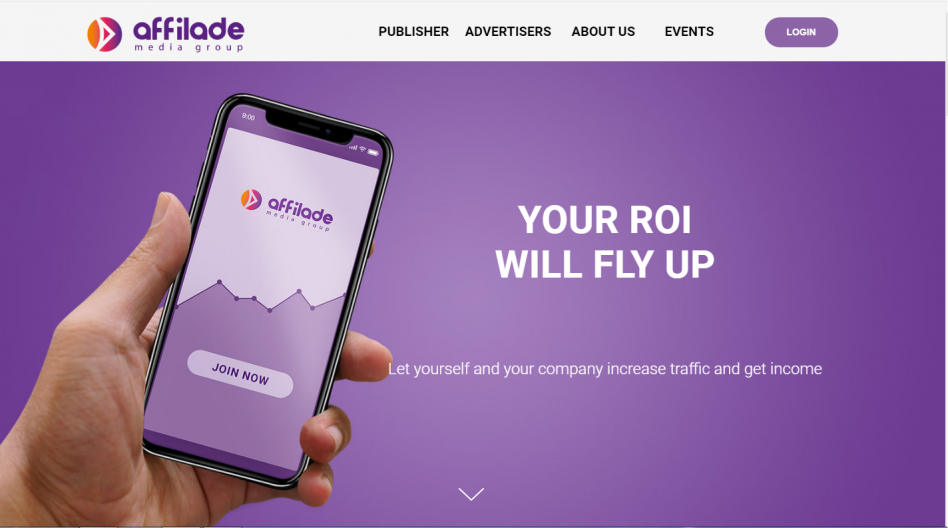 affilade
media group
PUBLISHER ADVERTISERS ABOUT US EVENTS LOGIN
9:00
affilade
media group
YOUR ROI
WILL FLY UP
JOIN NOW
Let yourself and your company increase traffic and get income